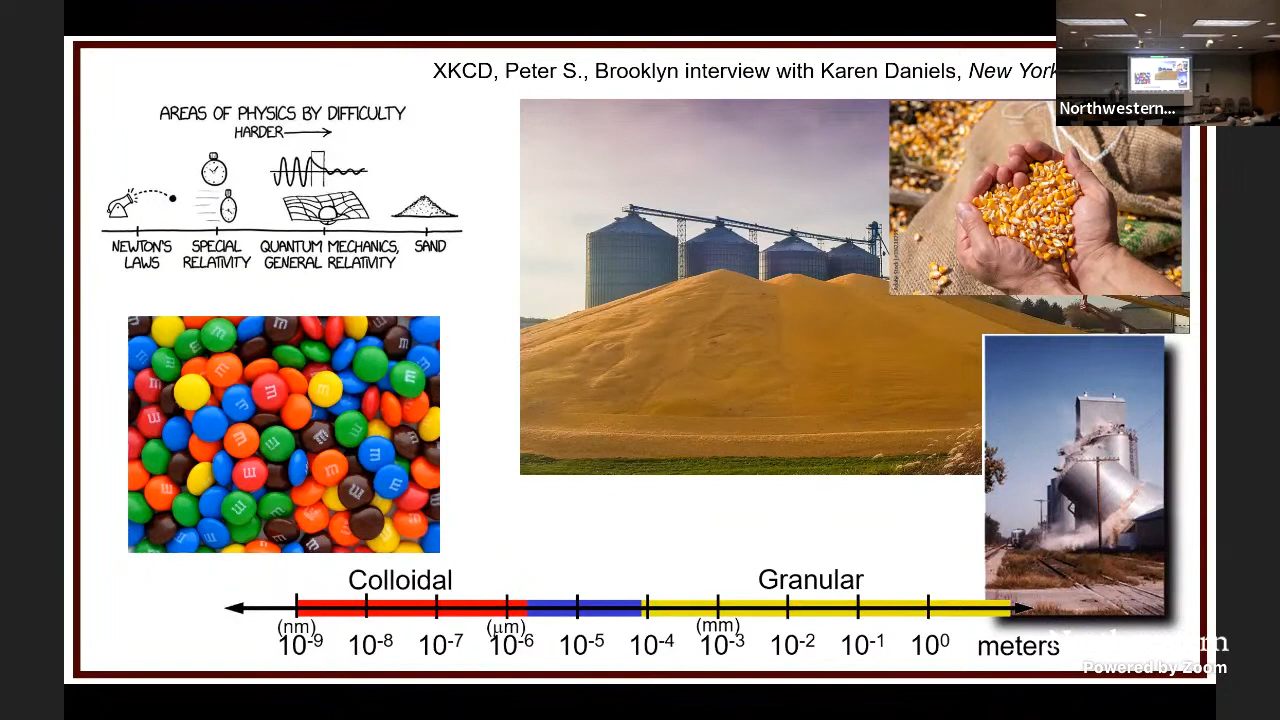 XKCD, Peter S., Brooklyn interview with Karen Daniels, New York
Northwestern...
AREAS OF PHYSICS BY DIFFICULTY
HARDER
NEWTON'S LAWS
SPECIAL RELATIVITY
QUANTUM MECHANICS, GENERAL RELATIVITY
SAND
m
Colloidal
Granular
(nm)
(μm)
(mm)
10-9 10-8 10-7 10-6 10-5 10-4 10-3 10-2 10-1 100 meters
Powered by Zoom